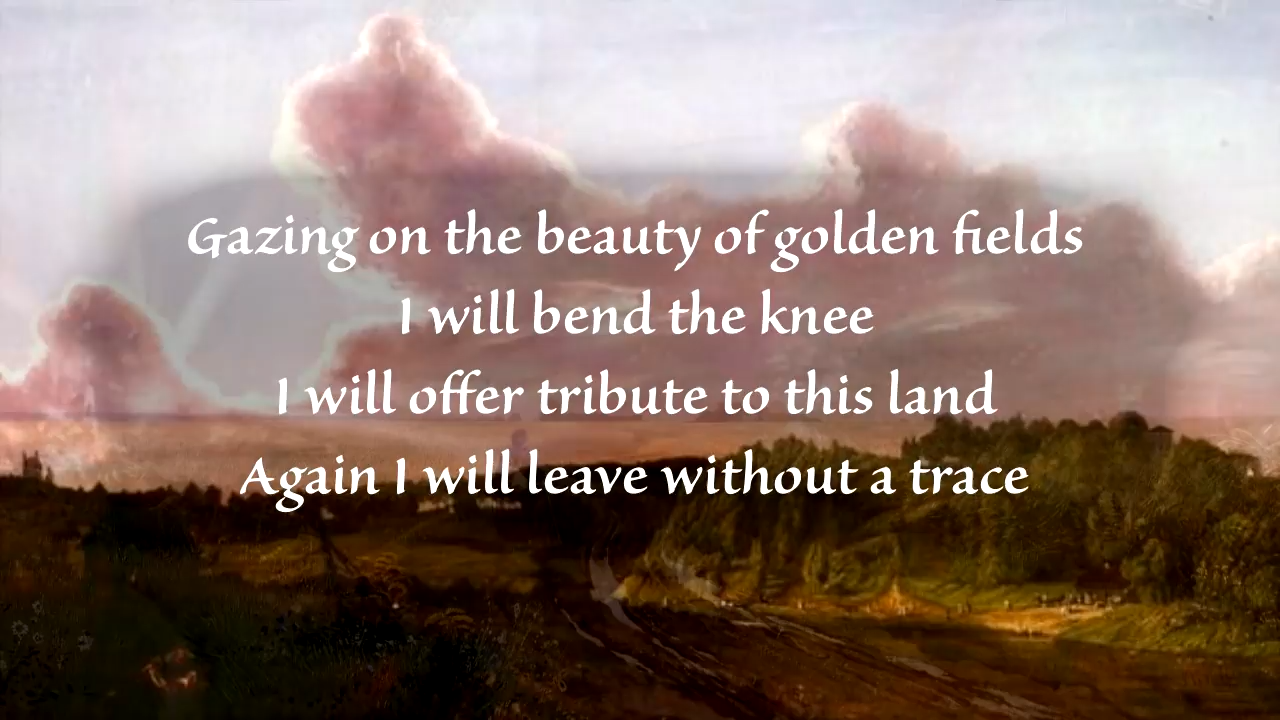 Gazing on the beauty of golden fields
I will bend the knee
I will offer tribute to this land
Again I will leave without a trace